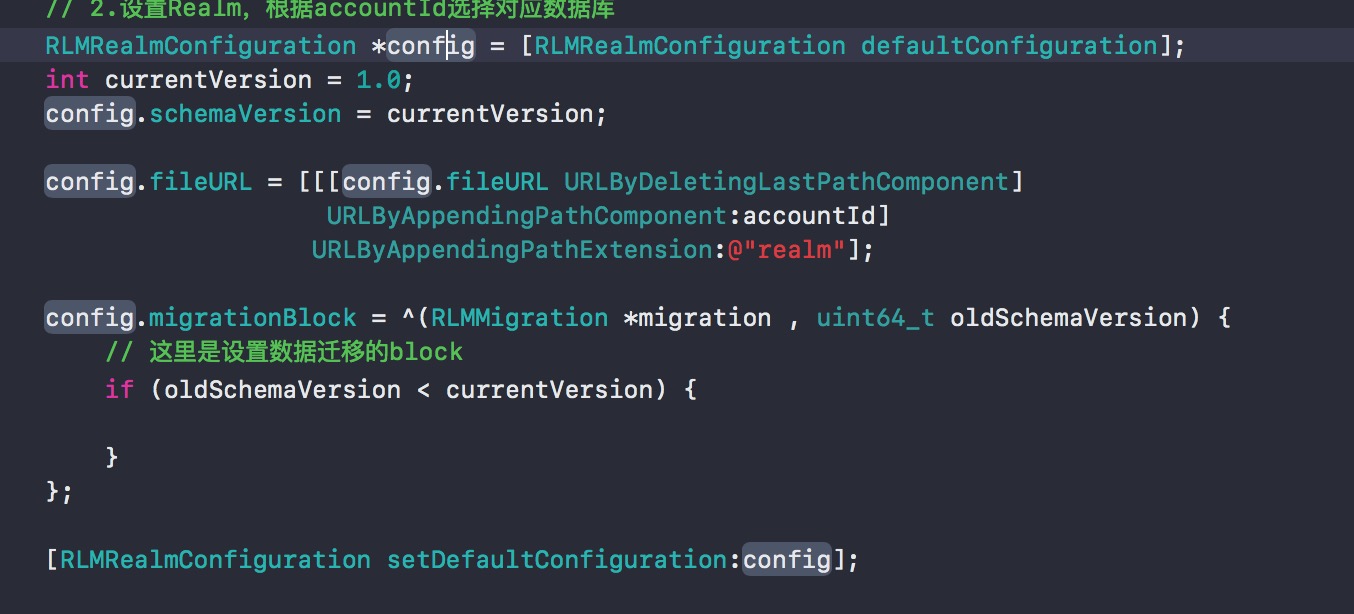 // 2.设置Realm，根据accountId选择对应数据库
RLMRealmConfiguration *config = [RLMRealmConfiguration defaultConfiguration];
int currentVersion = 1.0;
config.schemaVersion = currentVersion;
config.fileURL = [[[config.fileURL URLByDeletingLastPathComponent]
URLByAppendingPathComponent:accountId]
URLByAppendingPathExtension:@"realm"];
config.migrationBlock = ^(RLMMigration *migration , uint64_t oldSchemaVersion) {
// 这里是设置数据迁移的block
if (oldSchemaVersion < currentVersion) {
}
};
[RLMRealmConfiguration setDefaultConfiguration:config];